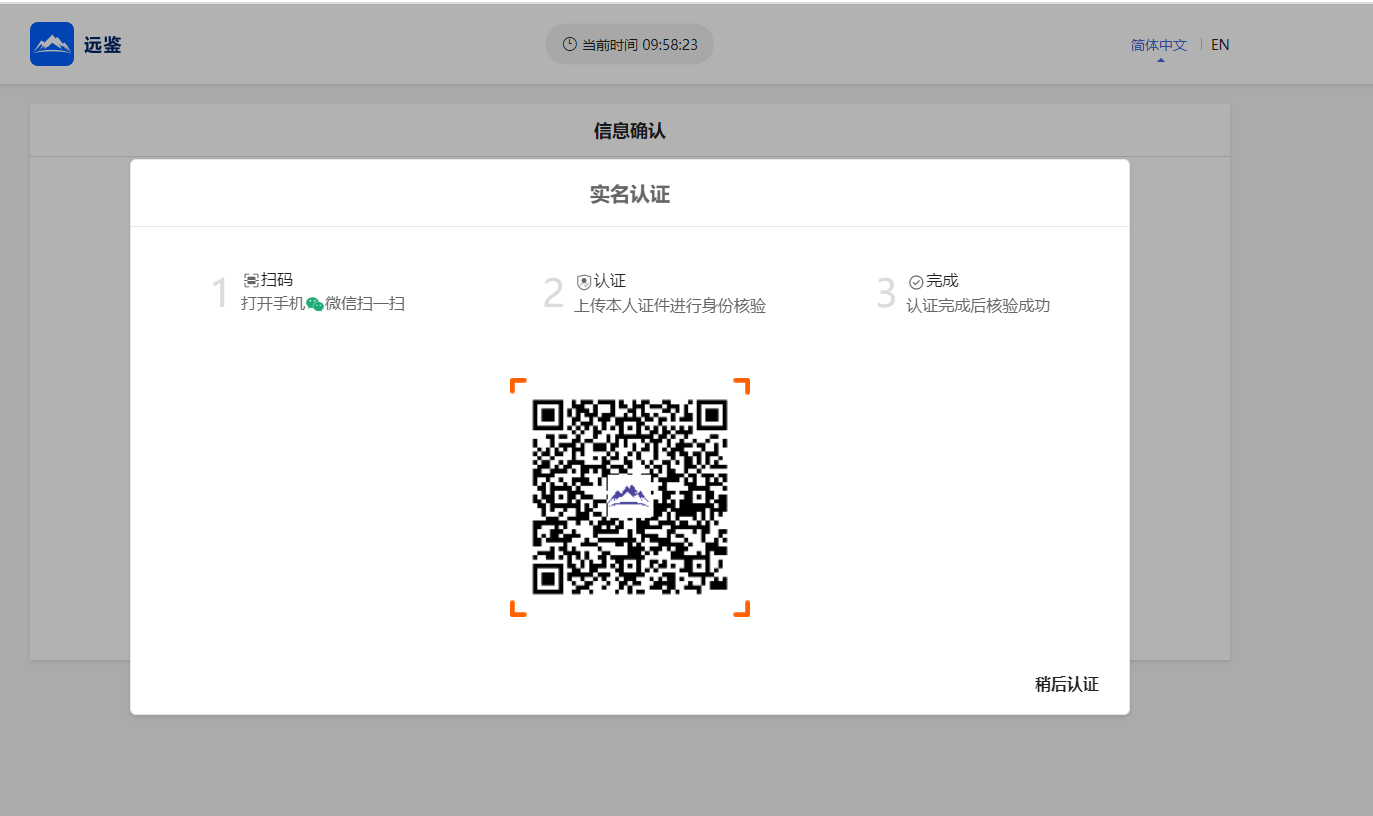 远鉴
当前时间 09:58:23
简体中文
EN
信息确认
实名认证
1
扫码
打开手机微信扫一扫
2
认证
上传本人证件进行身份核验
3
完成
认证完成后核验成功
稍后认证